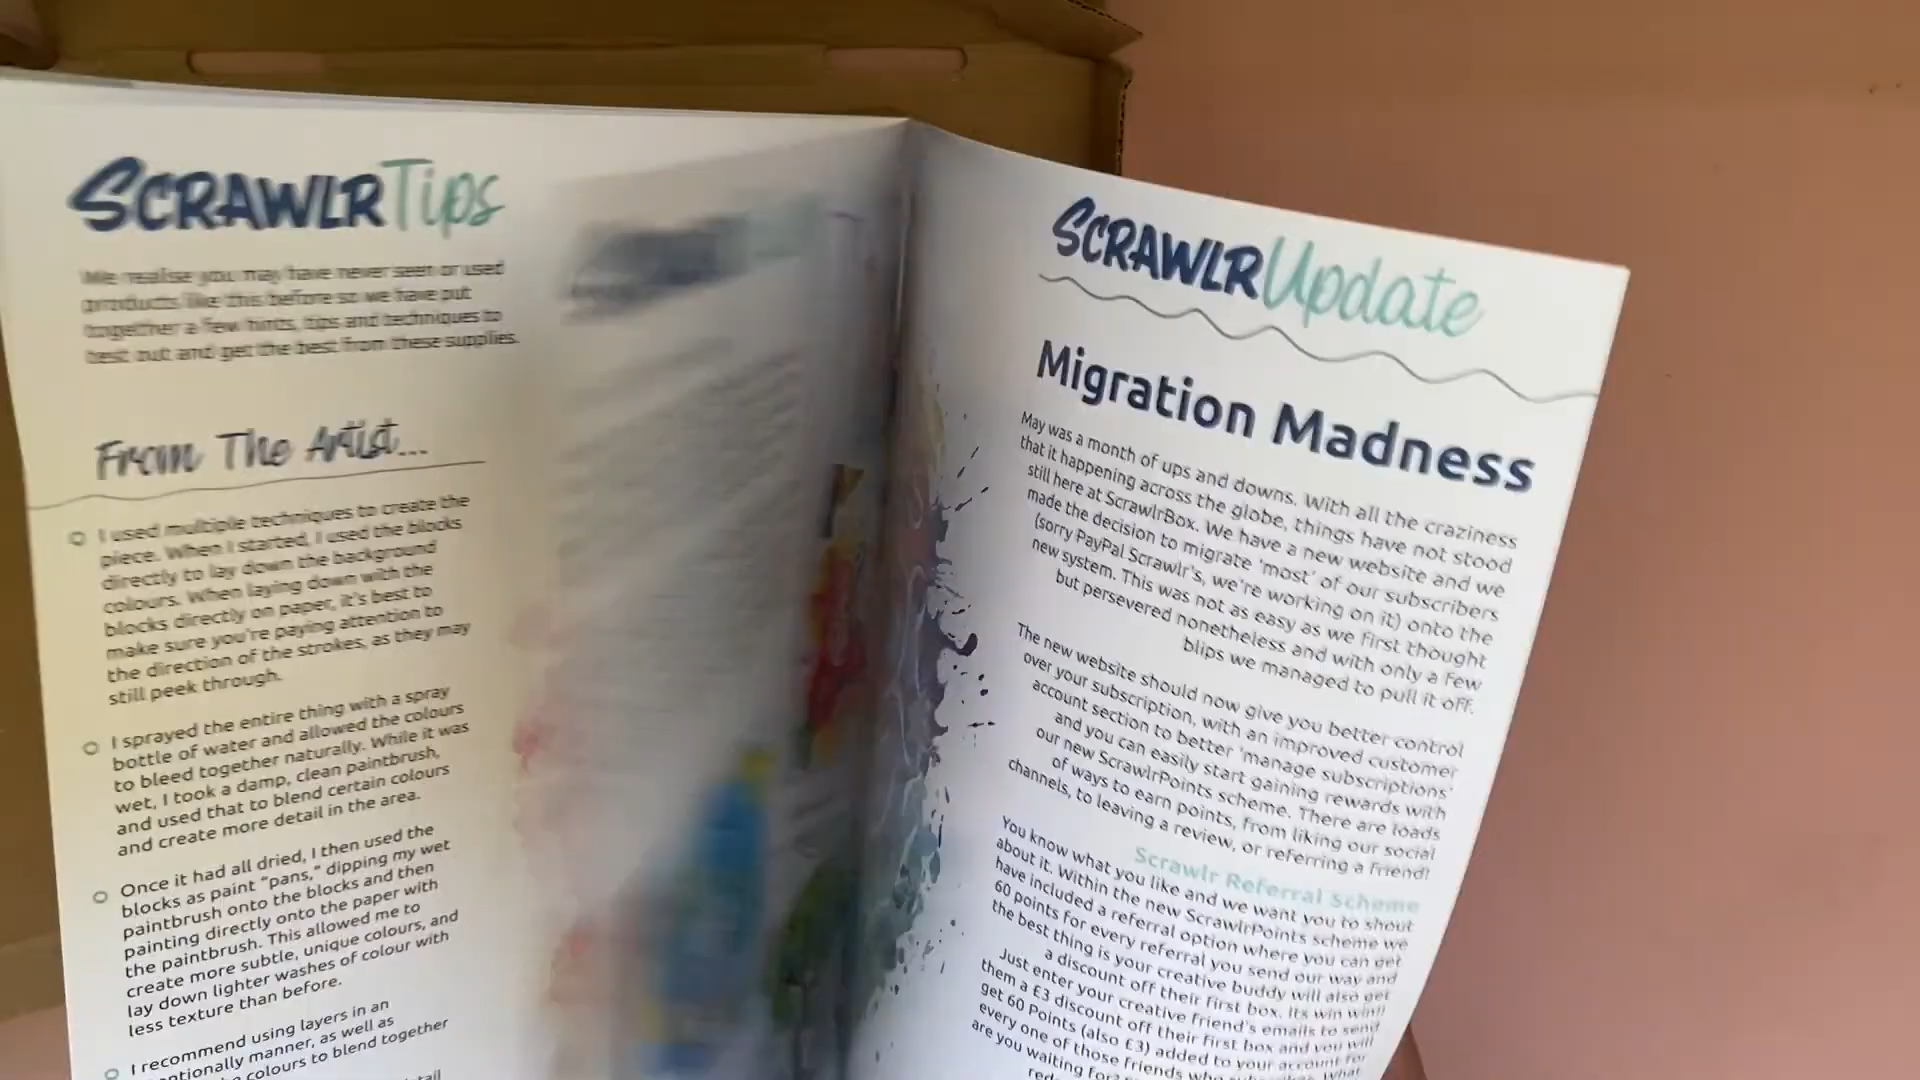 SCRAWLRTips
We realise you may have never seen or used
products like this before so we have put
together a few hints, tips and techniques to
test out and get the best from these supplies.
From The Artist...
I used multiple techniques to create the
piece. When I started, I used the blocks
directly to lay down the background
colours. When laying down with the
blocks directly on paper, it's best to
make sure you're paying attention to
the direction of the strokes, as they may
still peek through.
I sprayed the entire thing with a spray
bottle of water and allowed the colours
to bleed together naturally. While it was
wet, I took a damp, clean paintbrush,
and used that to blend certain colours
and create more detail in the area.
Once it had all dried, I then used the
blocks as paint "pans," dipping my wet
paintbrush onto the blocks and then
painting directly onto the paper with
the paintbrush. This allowed me to
create more subtle, unique colours, and
lay down lighter washes of colour with
less texture than before.
I recommend using layers in an
manner, as well as
colours to blend together
SCRAWLRUpdate
Migration Madness
May was a month of ups and downs. With all the craziness
that it happening across the globe, things have not stood
still here at ScrawlrBox. We have a new website and we
made the decision to migrate 'most' of our subscribers
(sorry PayPal Scrawlr's, we're working on it) onto the
new system. This was not as easy as we first thought
but persevered nonetheless and with only a few
blips we managed to pull it off.
The new website should now give you better control
over your subscription, with an improved customer
account section to better 'manage subscriptions'
and you can easily start gaining rewards with
our new ScrawlrPoints scheme. There are loads
of ways to earn points, from liking our social
channels, to leaving a review, or referring a friend!
Scrawlr Referral Scheme
You know what you like and we want you to shout
about it. Within the new ScrawlrPoints scheme we
have included a referral option where you can get
60 points for every referral you send our way and
the best thing is your creative buddy will also get
a discount off their first box. Its win win!!
Just enter your creative friend's emails to send
them a £3 discount off their first box and you will
get 60 Points (also £3) added to your account for
every one of those friends who subscribes. What
are you waiting for?